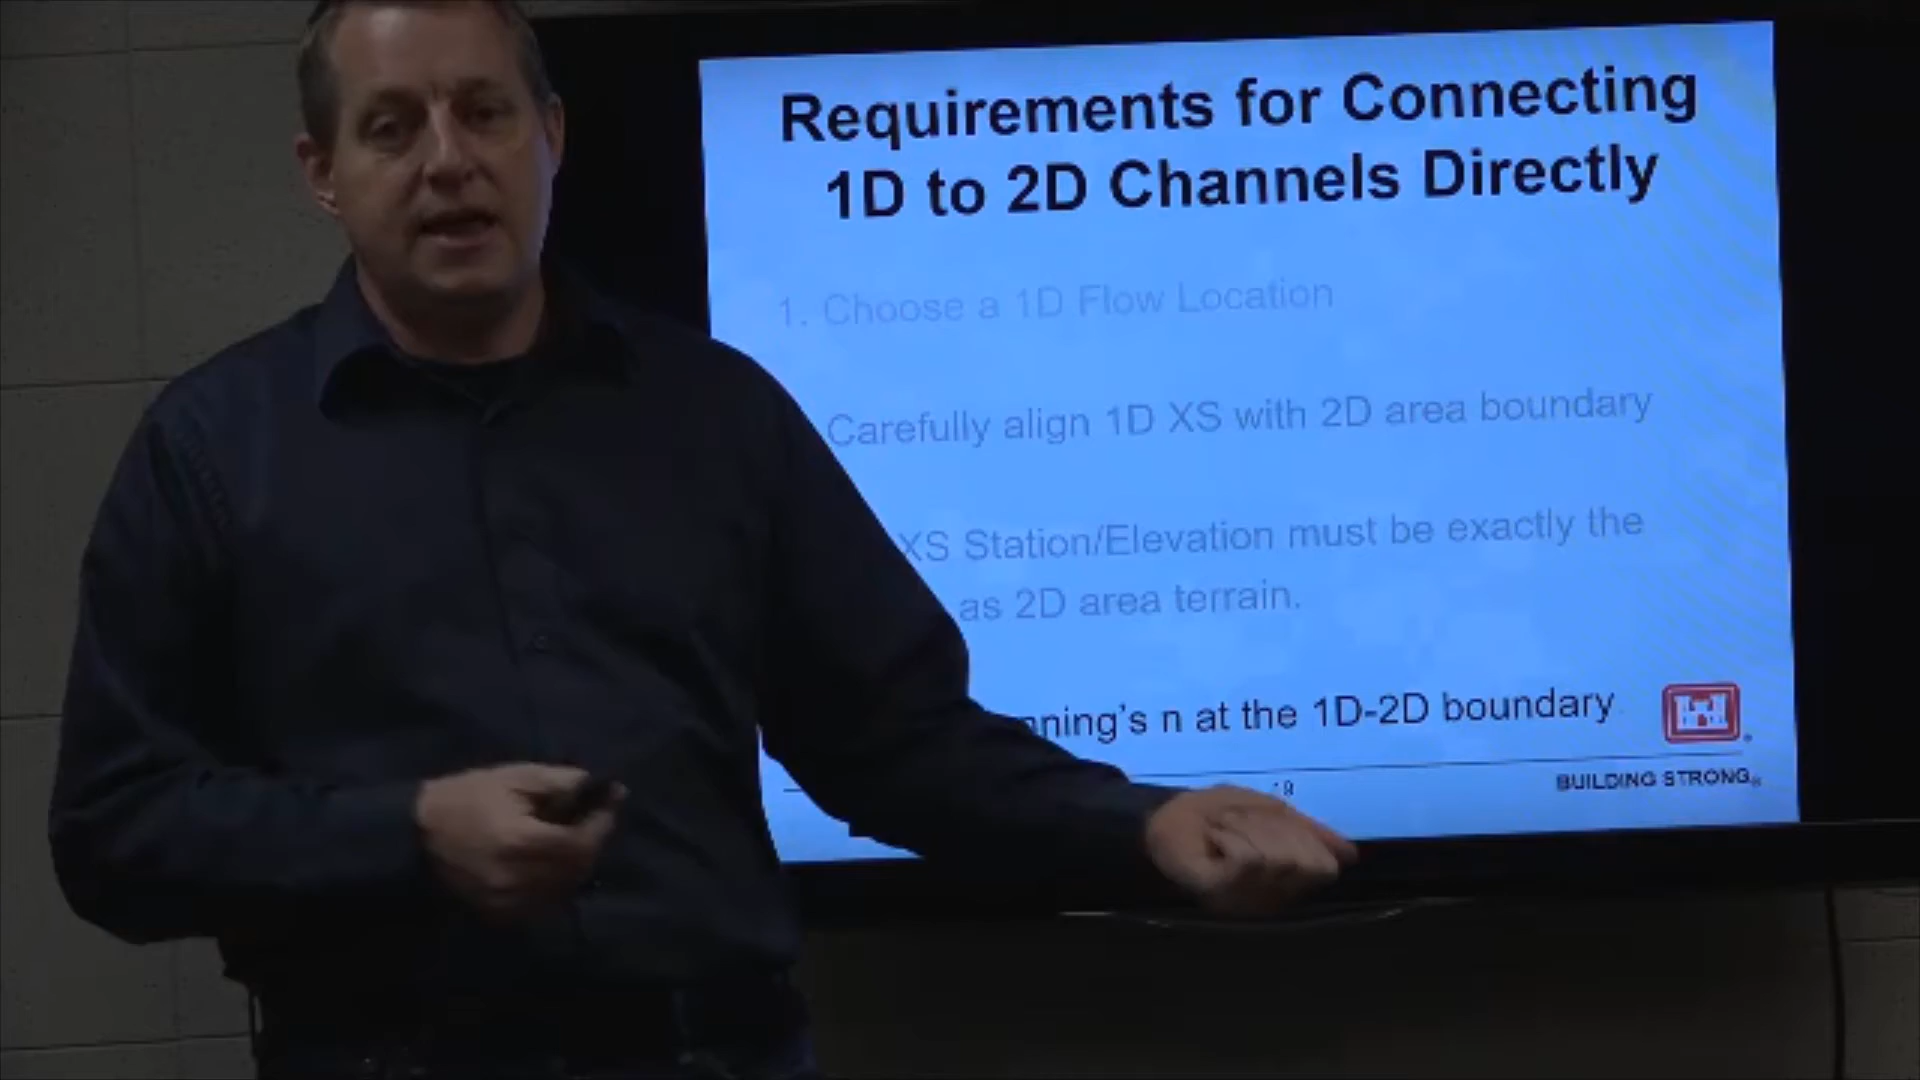 Requirements for Connecting
1D to 2D Channels Directly
1. Choose a 1D Flow Location
Carefully align 1D XS with 2D area boundary
XS Station/Elevation must be exactly the
as 2D area terrain.
nning's n at the 1D-2D boundary
BUILDING STRONG®